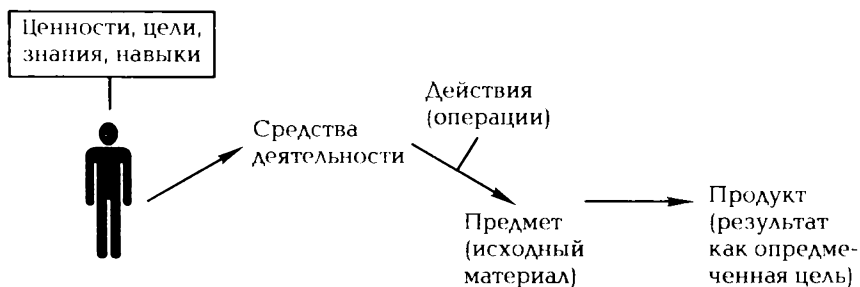 Ценности, цели,
знания, навыки
Средства
деятельности
Действия
(операции)
Предмет
(исходный
материал)
Продукт
(результат
как опредме-
ченная цель)